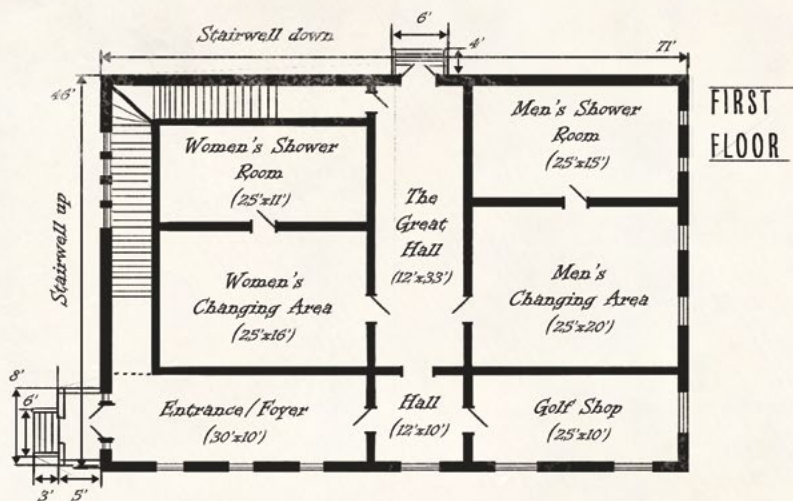 6'
Stairwell down
4'
71'
46'
FIRST
FLOOR
Men's Shower
Room
(25'x15')
Women's Shower
Room
(25'x11')
The
Great
Hall
(12'x33')
Stairwell up
Women's
Changing Area
(25'x16')
Men's
Changing Area
(25'x20')
8'
6'
Entrance/Foyer
(30'x10')
Hall
(12'x10')
Golf Shop
(25'x10')
3'
5'